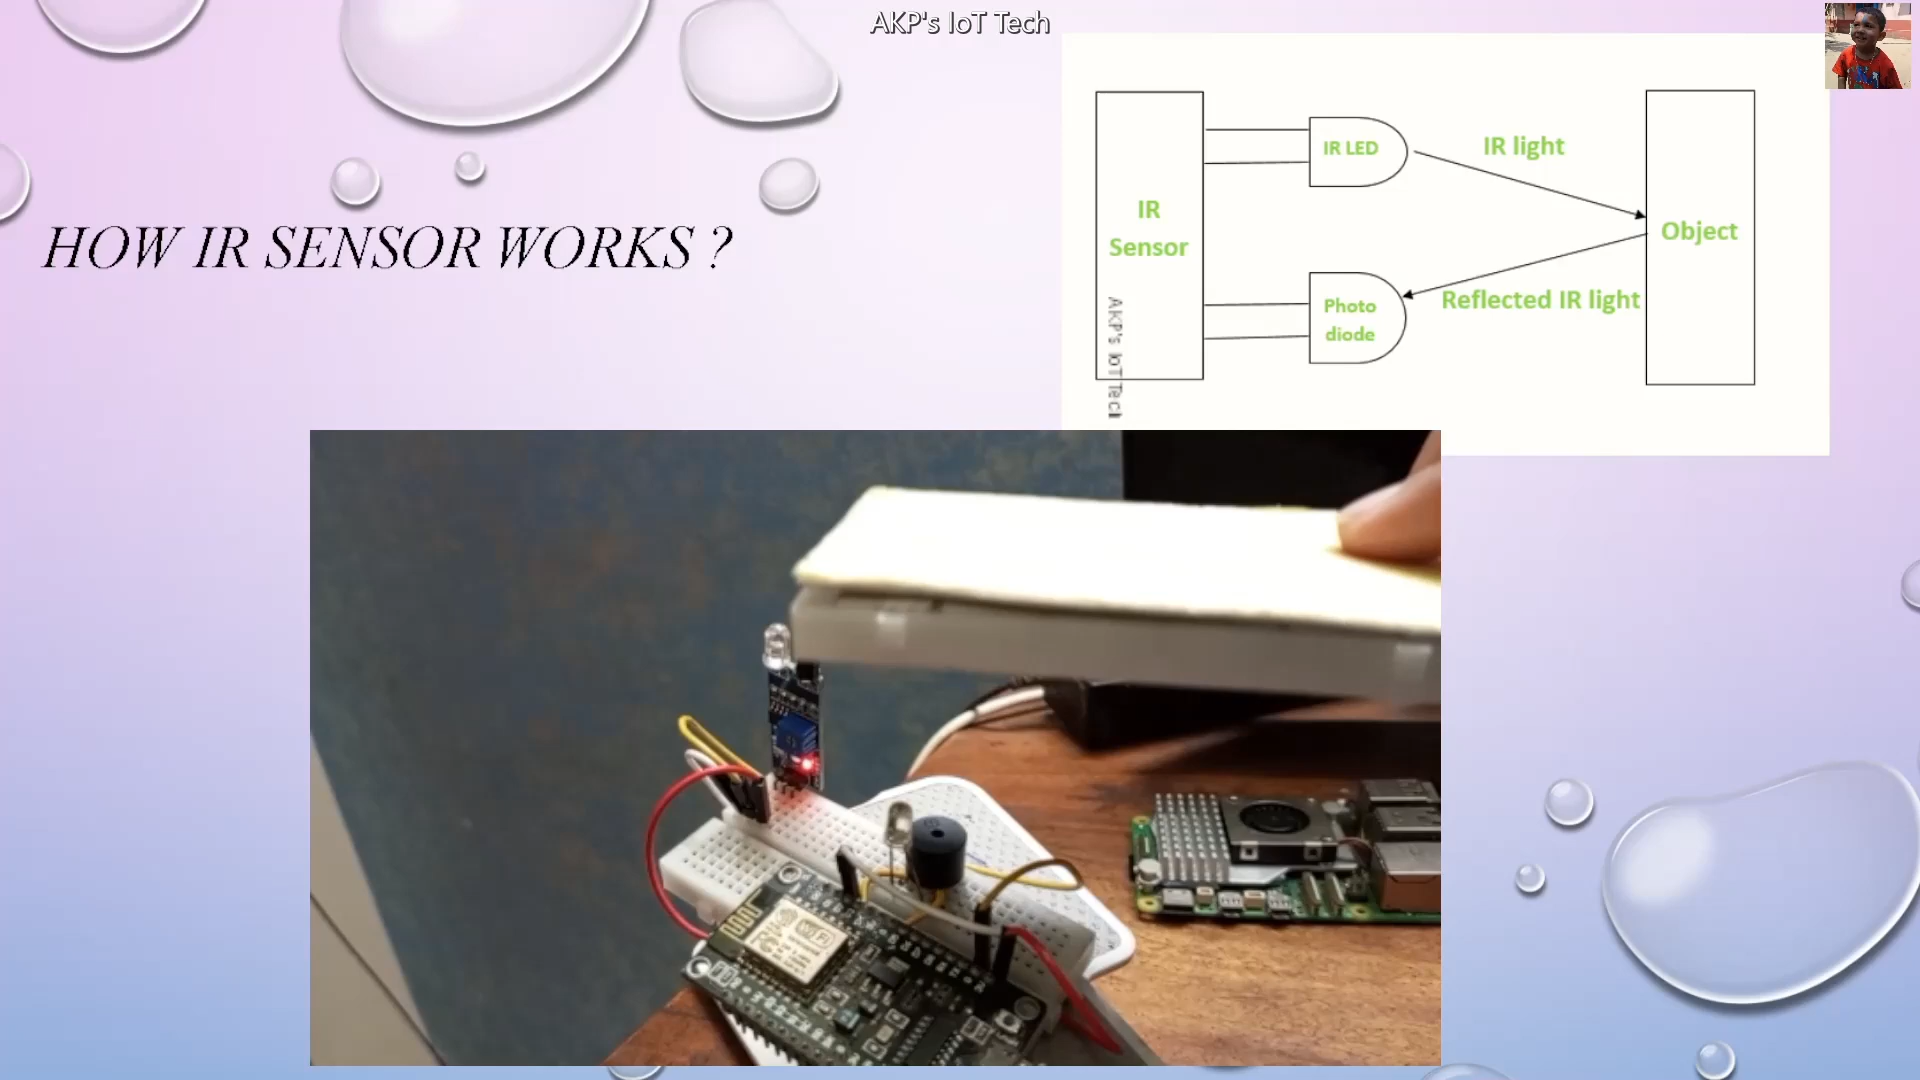 AKP's IoT Tech
HOW IR SENSOR WORKS ?
IR
Sensor
IR LED
IR light
Object
Photo
diode
Reflected IR light
AKP's IoT Tech
WiFi